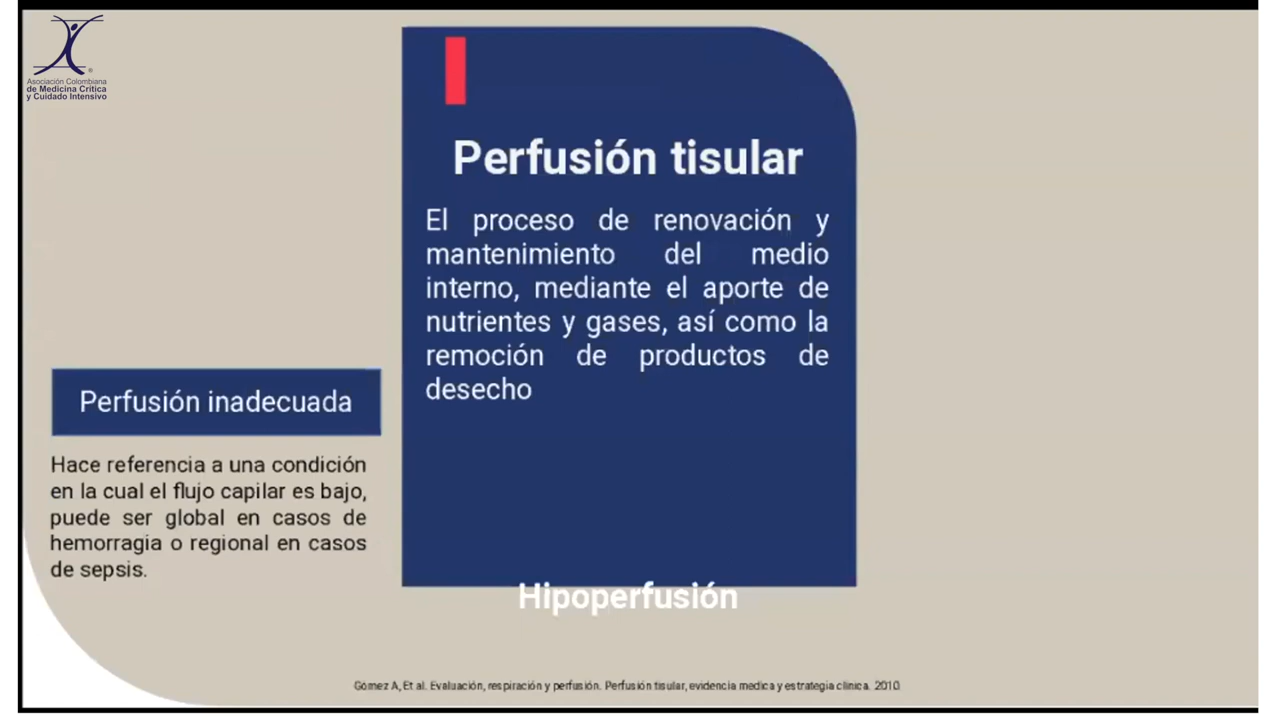 Asociación Colombiana
de Medicina Crítica
y Cuidado Intensivo
Perfusión tisular
El proceso de renovación y
mantenimiento del medio
interno, mediante el aporte de
nutrientes y gases, así como la
remoción de productos de
desecho
Perfusión inadecuada
Hace referencia a una condición
en la cual el flujo capilar es bajo,
puede ser global en casos de
hemorragia o regional en casos
de sepsis.
Hipoperfusión
Gómez A, Et al. Evaluación, respiración y perfusión. Perfusión tisular, evidencia medica y estrategia clinica. 2010.